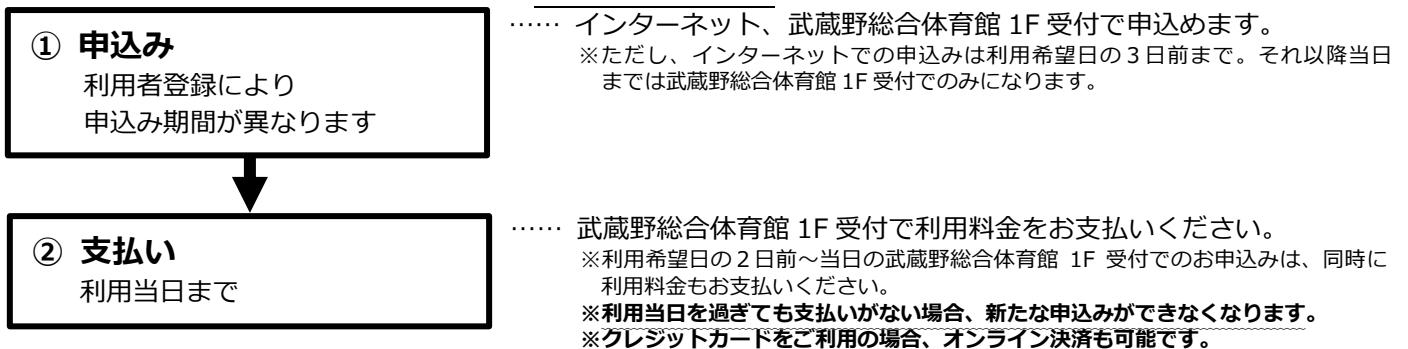 ① 申込み
利用者登録により
申込み期間が異なります
…… インターネット、武蔵野総合体育館 1F 受付で申込めます。
※ただし、インターネットでの申込みは利用希望日の３日前まで。それ以降当日
までは武蔵野総合体育館 1F 受付でのみになります。
② 支払い
利用当日まで
…… 武蔵野総合体育館 1F 受付で利用料金をお支払いください。
※利用希望日の２日前～当日の武蔵野総合体育館 1F 受付でのお申込みは、同時に
利用料金もお支払いください。
※利用当日を過ぎても支払いがない場合、新たな申込みができなくなります。
※クレジットカードをご利用の場合、オンライン決済も可能です。